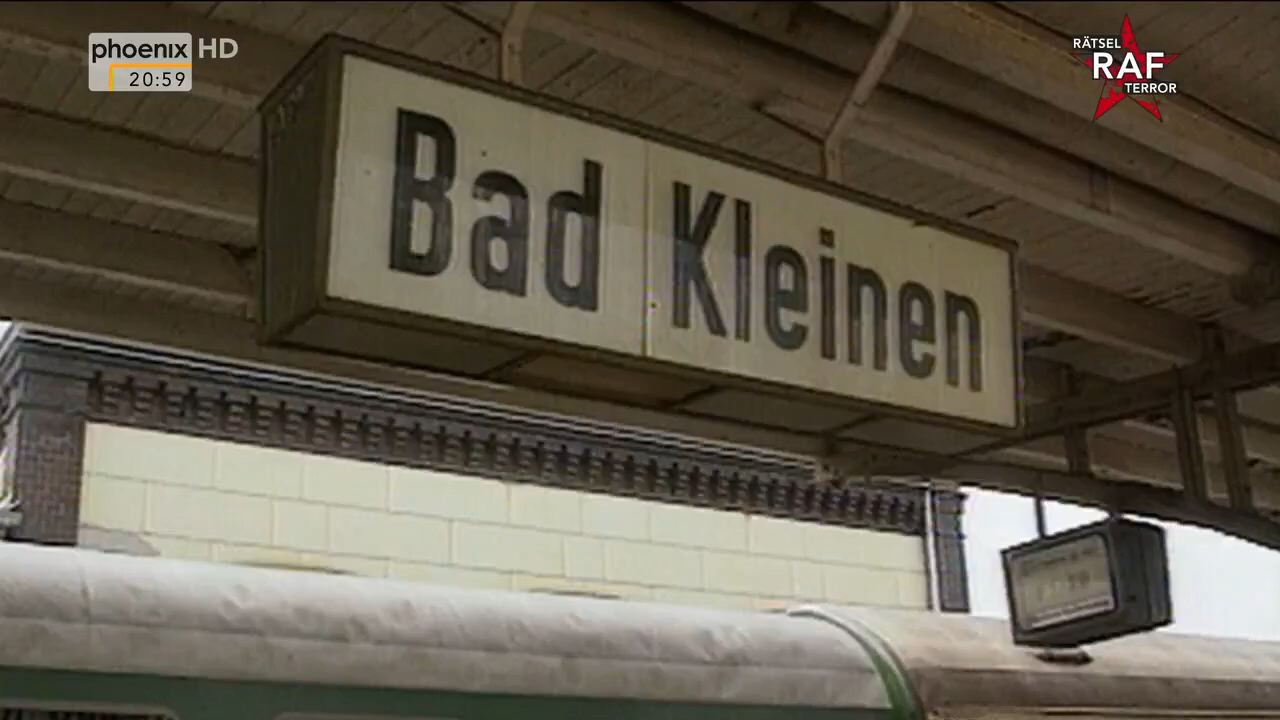 phoenix HD
20:59
RÄTSEL
RAF
TERROR
Bad Kleinen